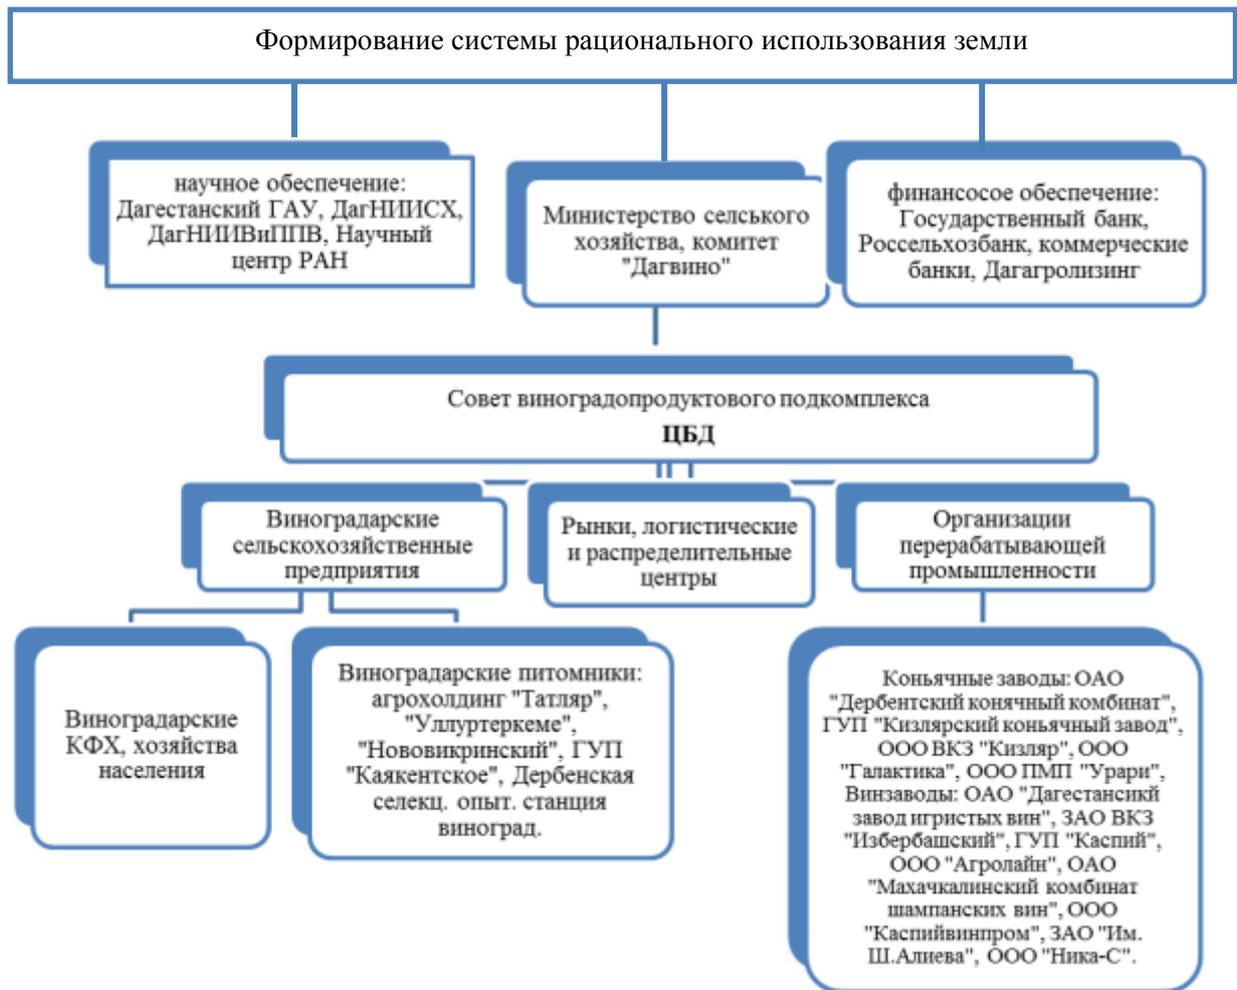 Формирование системы рационального использования земли
научное обеспечение:
Дагестанский ГАУ, ДагНИИСХ,
ДагНИИВиППВ, Научный
центр РАН
Министерство селського
хозяйства, комитет
"Дагвино"
финансосое обеспечение:
Государственный банк,
Россельхозбанк, коммерческие
банки, Дагагролизинг
Совет виноградопродуктового подкомплекса
ЦБД
Виноградарские
сельскохозяйственные
предприятия
Рынки, логистические
и распределительные
центры
Организации
перерабатывающей
промышленности
Виноградарские
КФХ, хозяйства
населения
Виноградарские питомники:
агрохолдинг "Татляр",
"Уллуртеркеме",
"Нововикринский", ГУП
"Каякентское", Дербенская
селекц. опыт. станция
виноград.
Коньячные заводы: ОАО
"Дербентский конячный комбинат",
ГУП "Кизлярский коньячный завод",
ООО ВКЗ "Кизляр", ООО
"Галактика", ООО ПМП "Урари",
Винзаводы: ОАО "Дагестансикй
завод игристых вин", ЗАО ВКЗ
"Избербашский", ГУП "Каспий",
ООО "Агролайн", ОАО
"Махачкалинский комбинат
шампанских вин", ООО
"Каспийвинпром", ЗАО "Им.
Ш.Алиева", ООО "Ника-С".